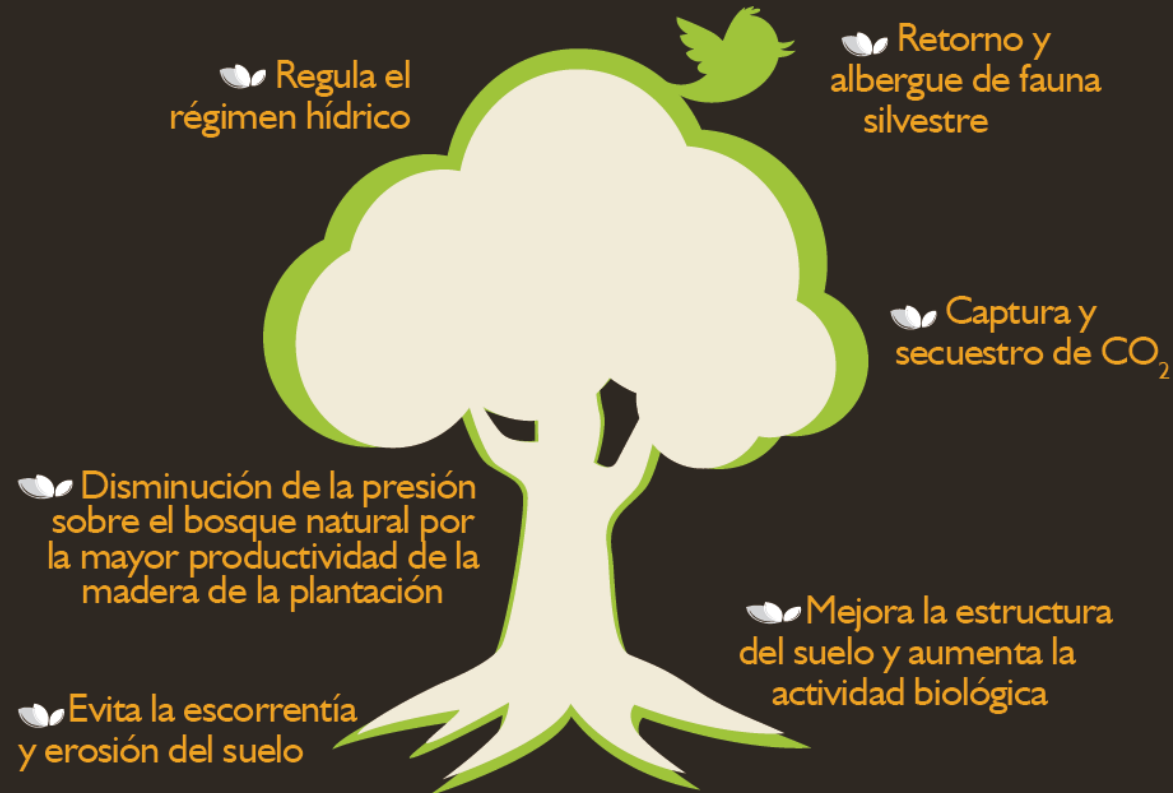 Regula el
régimen hídrico
Retorno y
albergue de fauna
silvestre
Captura y
secuestro de CO₂
Disminución de la presión
sobre el bosque natural por
la mayor productividad de la
madera de la plantación
Mejora la estructura
del suelo y aumenta la
actividad biológica
Evita la escorrentía
y erosión del suelo